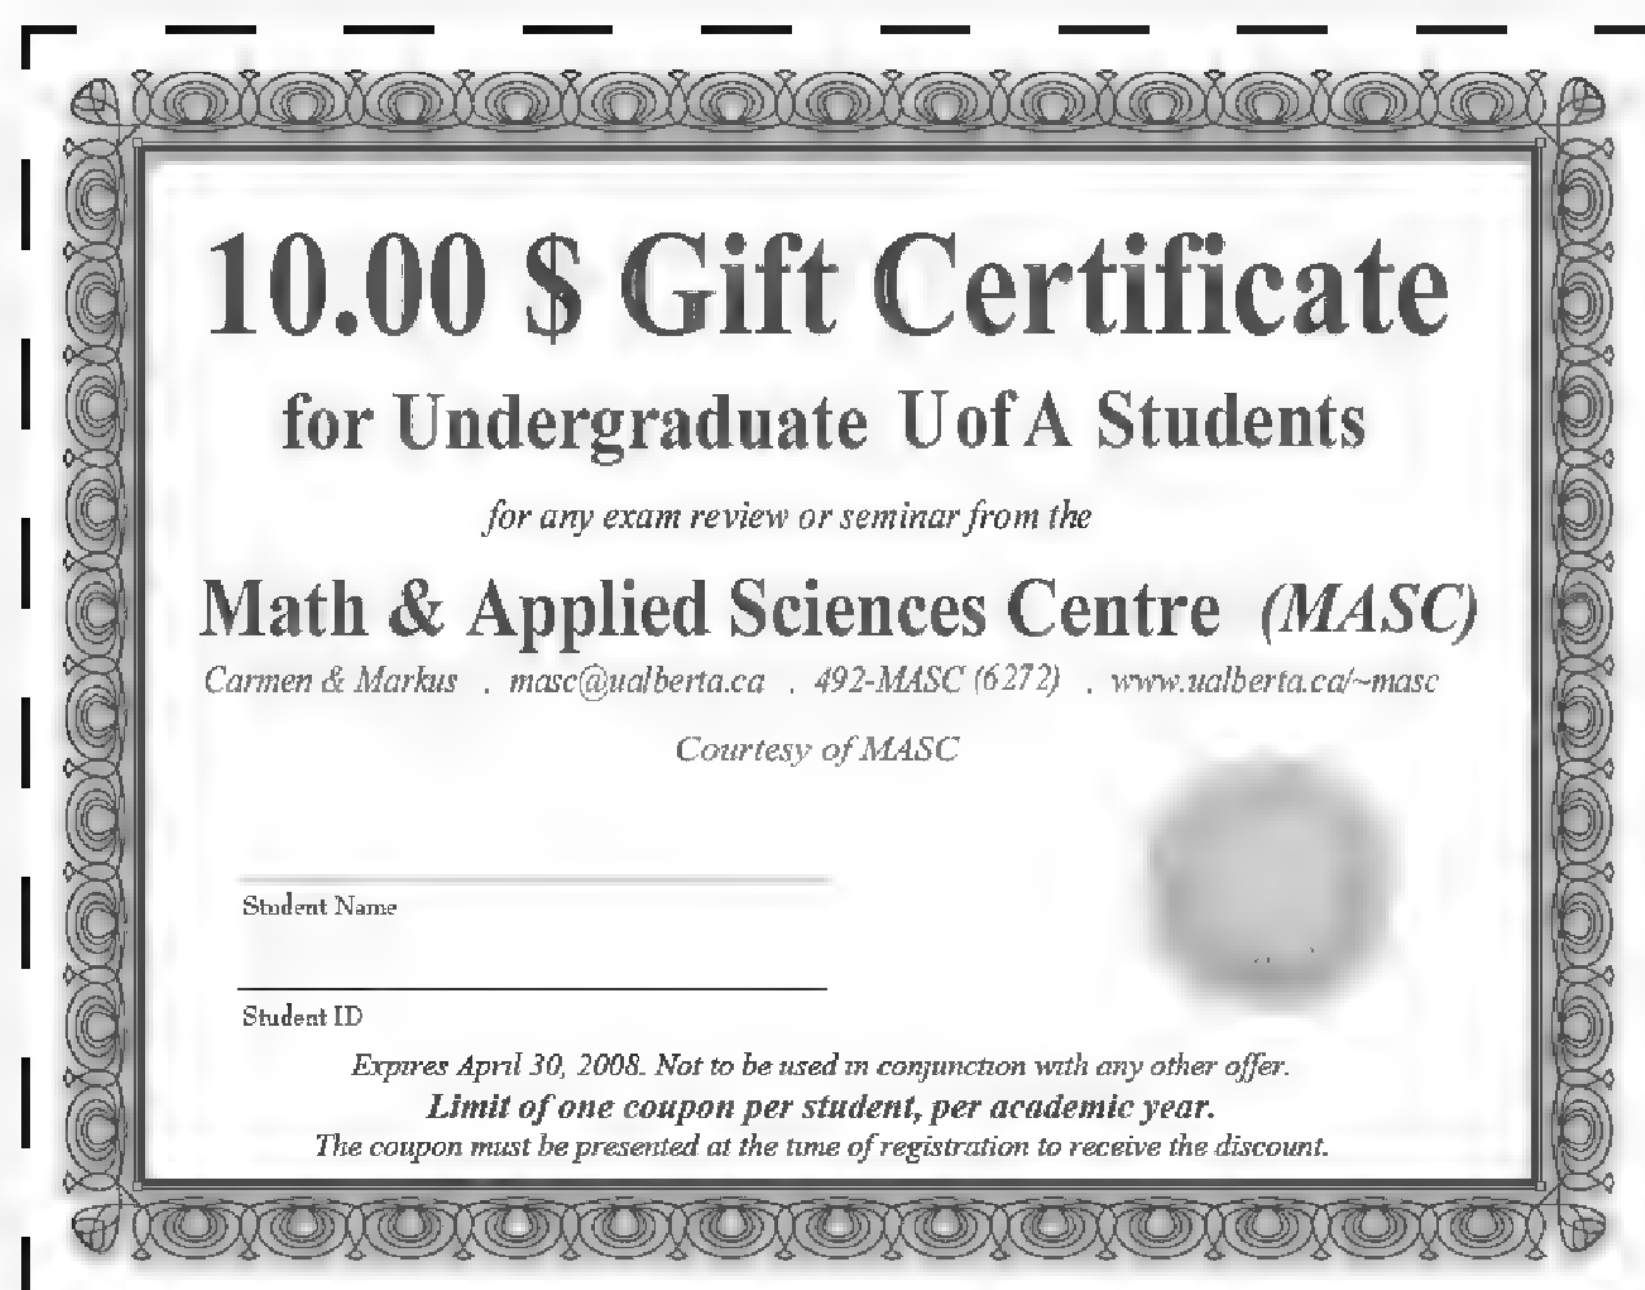 10.00 $ Gift Certificate
for Undergraduate UofA Students
for any exam review or seminar from the
Math & Applied Sciences Centre (MASC)
Carmen & Markus . masc@ualberta.ca . 492-MASC (6272) . www.ualberta.ca/~masc
Courtesy of MASC
Student Name
Student ID
Expires April 30, 2008. Not to be used in conjunction with any other offer.
Limit of one coupon per student, per academic year.
The coupon must be presented at the time of registration to receive the discount.